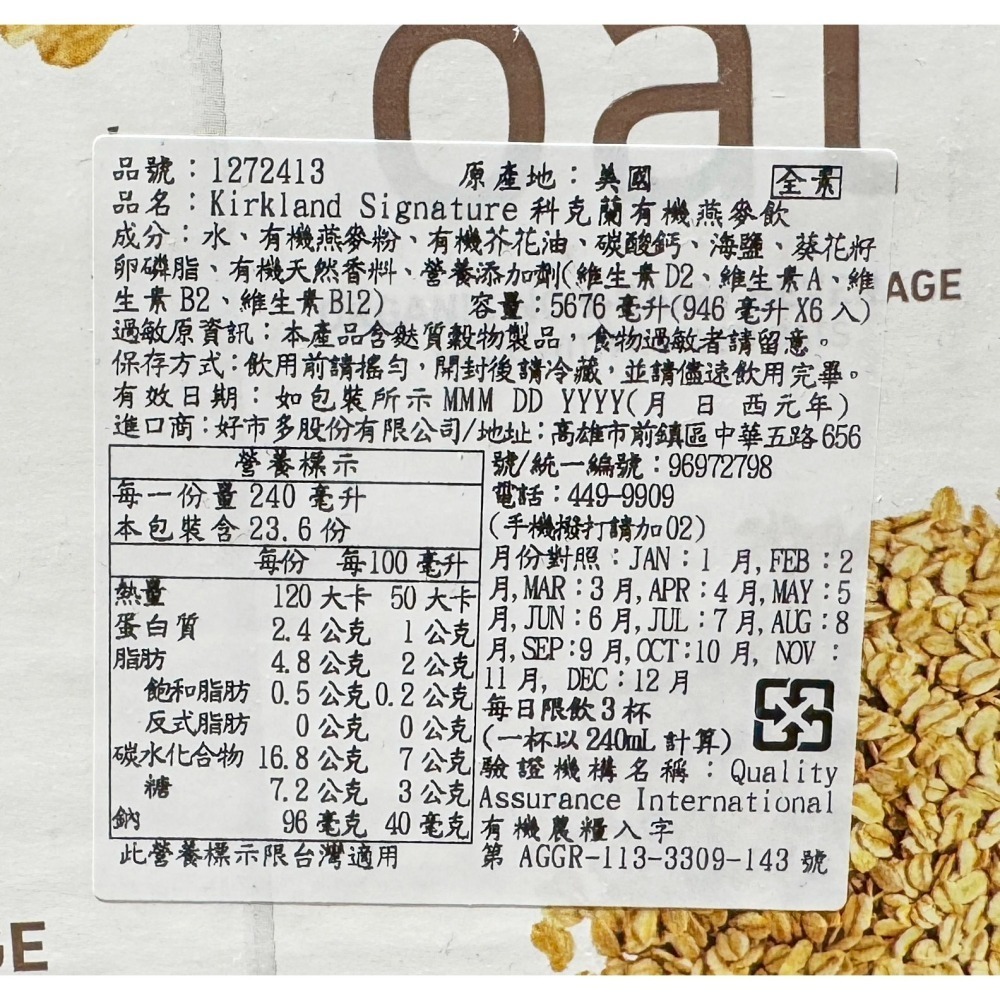 oat
AGE
品號：1272413 原產地：美國 全素
品名：Kirkland Signature 科克蘭有機燕麥飲
成分：水、有機燕麥粉、有機芥花油、碳酸鈣、海鹽、葵花籽
卵磷脂、有機天然香料、營養添加劑(維生素D2、維生素A、維
生素B2、維生素B12) 容量：5676 毫升(946 毫升X6 入)
過敏原資訊：本產品含麩質穀物製品，食物過敏者請留意。
保存方式：飲用前請搖勻，開封後請冷藏，並請儘速飲用完畢。
有效日期：如包裝所示 MMM DD YYYY(月 日 西元年)
進口商：好市多股份有限公司/地址：高雄市前鎮區中華五路656
號/統一編號：96972798
電話：449-9909
(手機撥打請加02)
月份對照：JAN：1 月, FEB：2
月, MAR：3 月, APR：4 月, MAY：5
月, JUN：6 月, JUL：7 月, AUG：8
月, SEP：9 月, OCT：10 月, NOV：
11 月, DEC：12 月
每日限飲3 杯
(一杯以 240mL 計算)
驗證機構名稱：Quality
Assurance International
有機農糧入字
第 AGGR-113-3309-143 號
營養標示
每一份量 240 毫升
本包裝含 23.6 份
每份 每100 毫升
熱量 120 大卡 50 大卡
蛋白質 2.4 公克 1 公克
脂肪 4.8 公克 2 公克
飽和脂肪 0.5 公克 0.2 公克
反式脂肪 0 公克 0 公克
碳水化合物 16.8 公克 7 公克
糖 7.2 公克 3 公克
鈉 96 毫克 40 毫克
此營養標示限台灣適用
GE